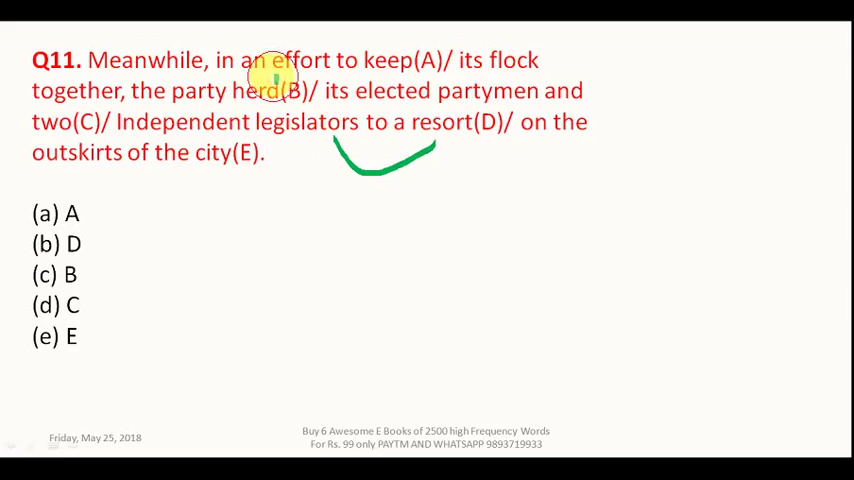 Q11. Meanwhile, in an effort to keep(A)/ its flock
together, the party herd(B)/ its elected partymen and
two(C)/ Independent legislators to a resort(D)/ on the
outskirts of the city(E).
(a) A
(b) D
(c) B
(d) C
(e) E
Friday, May 25, 2018
Buy 6 Awesome E Books of 2500 high Frequency Words
For Rs. 99 only PAYTM AND WHATSAPP 9893719933